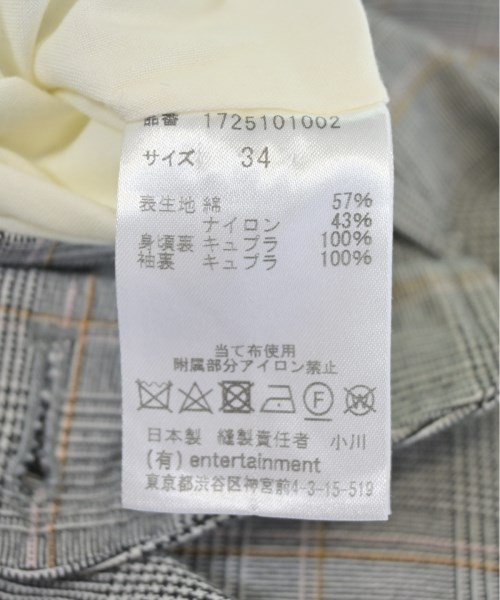 品番 1725101002
サイズ 34
表生地 綿 57%
ナイロン 43%
身頃裏 キュプラ 100%
袖裏 キュプラ 100%
当て布使用
附属部分アイロン禁止
F W
日本製 縫製責任者 小川
(有) entertainment
東京都渋谷区神宮前4-3-15-519